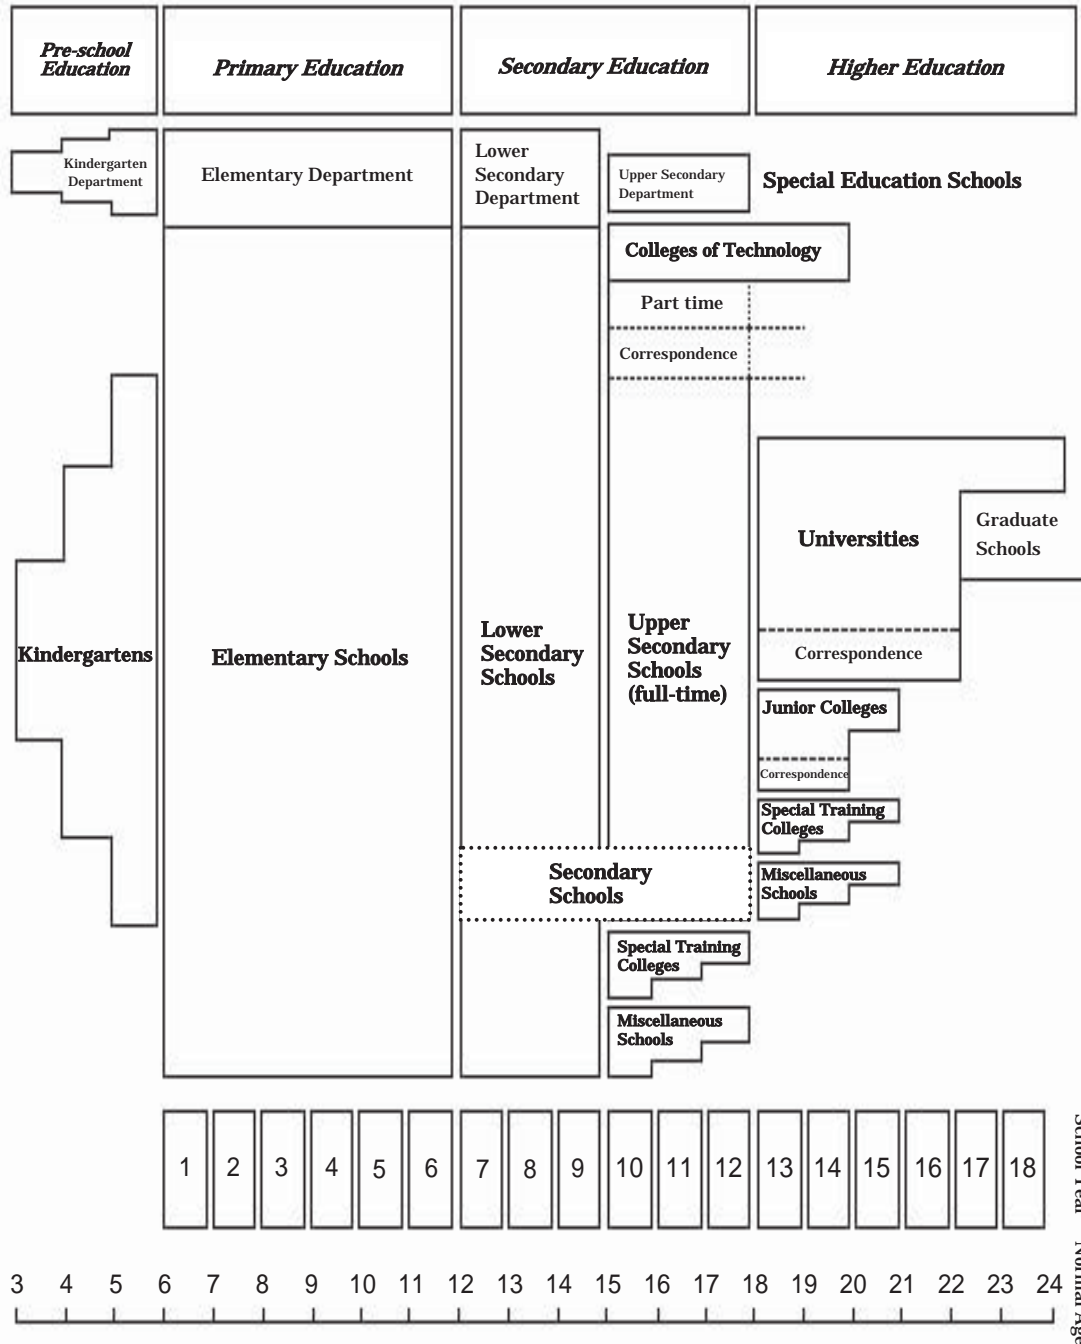 Pre-school
Education
Primary Education
Secondary Education
Higher Education
Kindergarten
Department
Elementary Department
Lower
Secondary
Department
Upper Secondary
Department
Special Education Schools
Colleges of Technology
Part time
Correspondence
Universities
Graduate
Schools
Correspondence
Kindergartens
Elementary Schools
Lower
Secondary
Schools
Upper
Secondary
Schools
(full-time)
Junior Colleges
Correspondence
Special Training
Colleges
Miscellaneous
Schools
Secondary
Schools
Special Training
Colleges
Miscellaneous
Schools
1 2 3 4 5 6 7 8 9 10 11 12 13 14 15 16 17 18
School Year
3 4 5 6 7 8 9 10 11 12 13 14 15 16 17 18 19 20 21 22 23 24
Normal Age